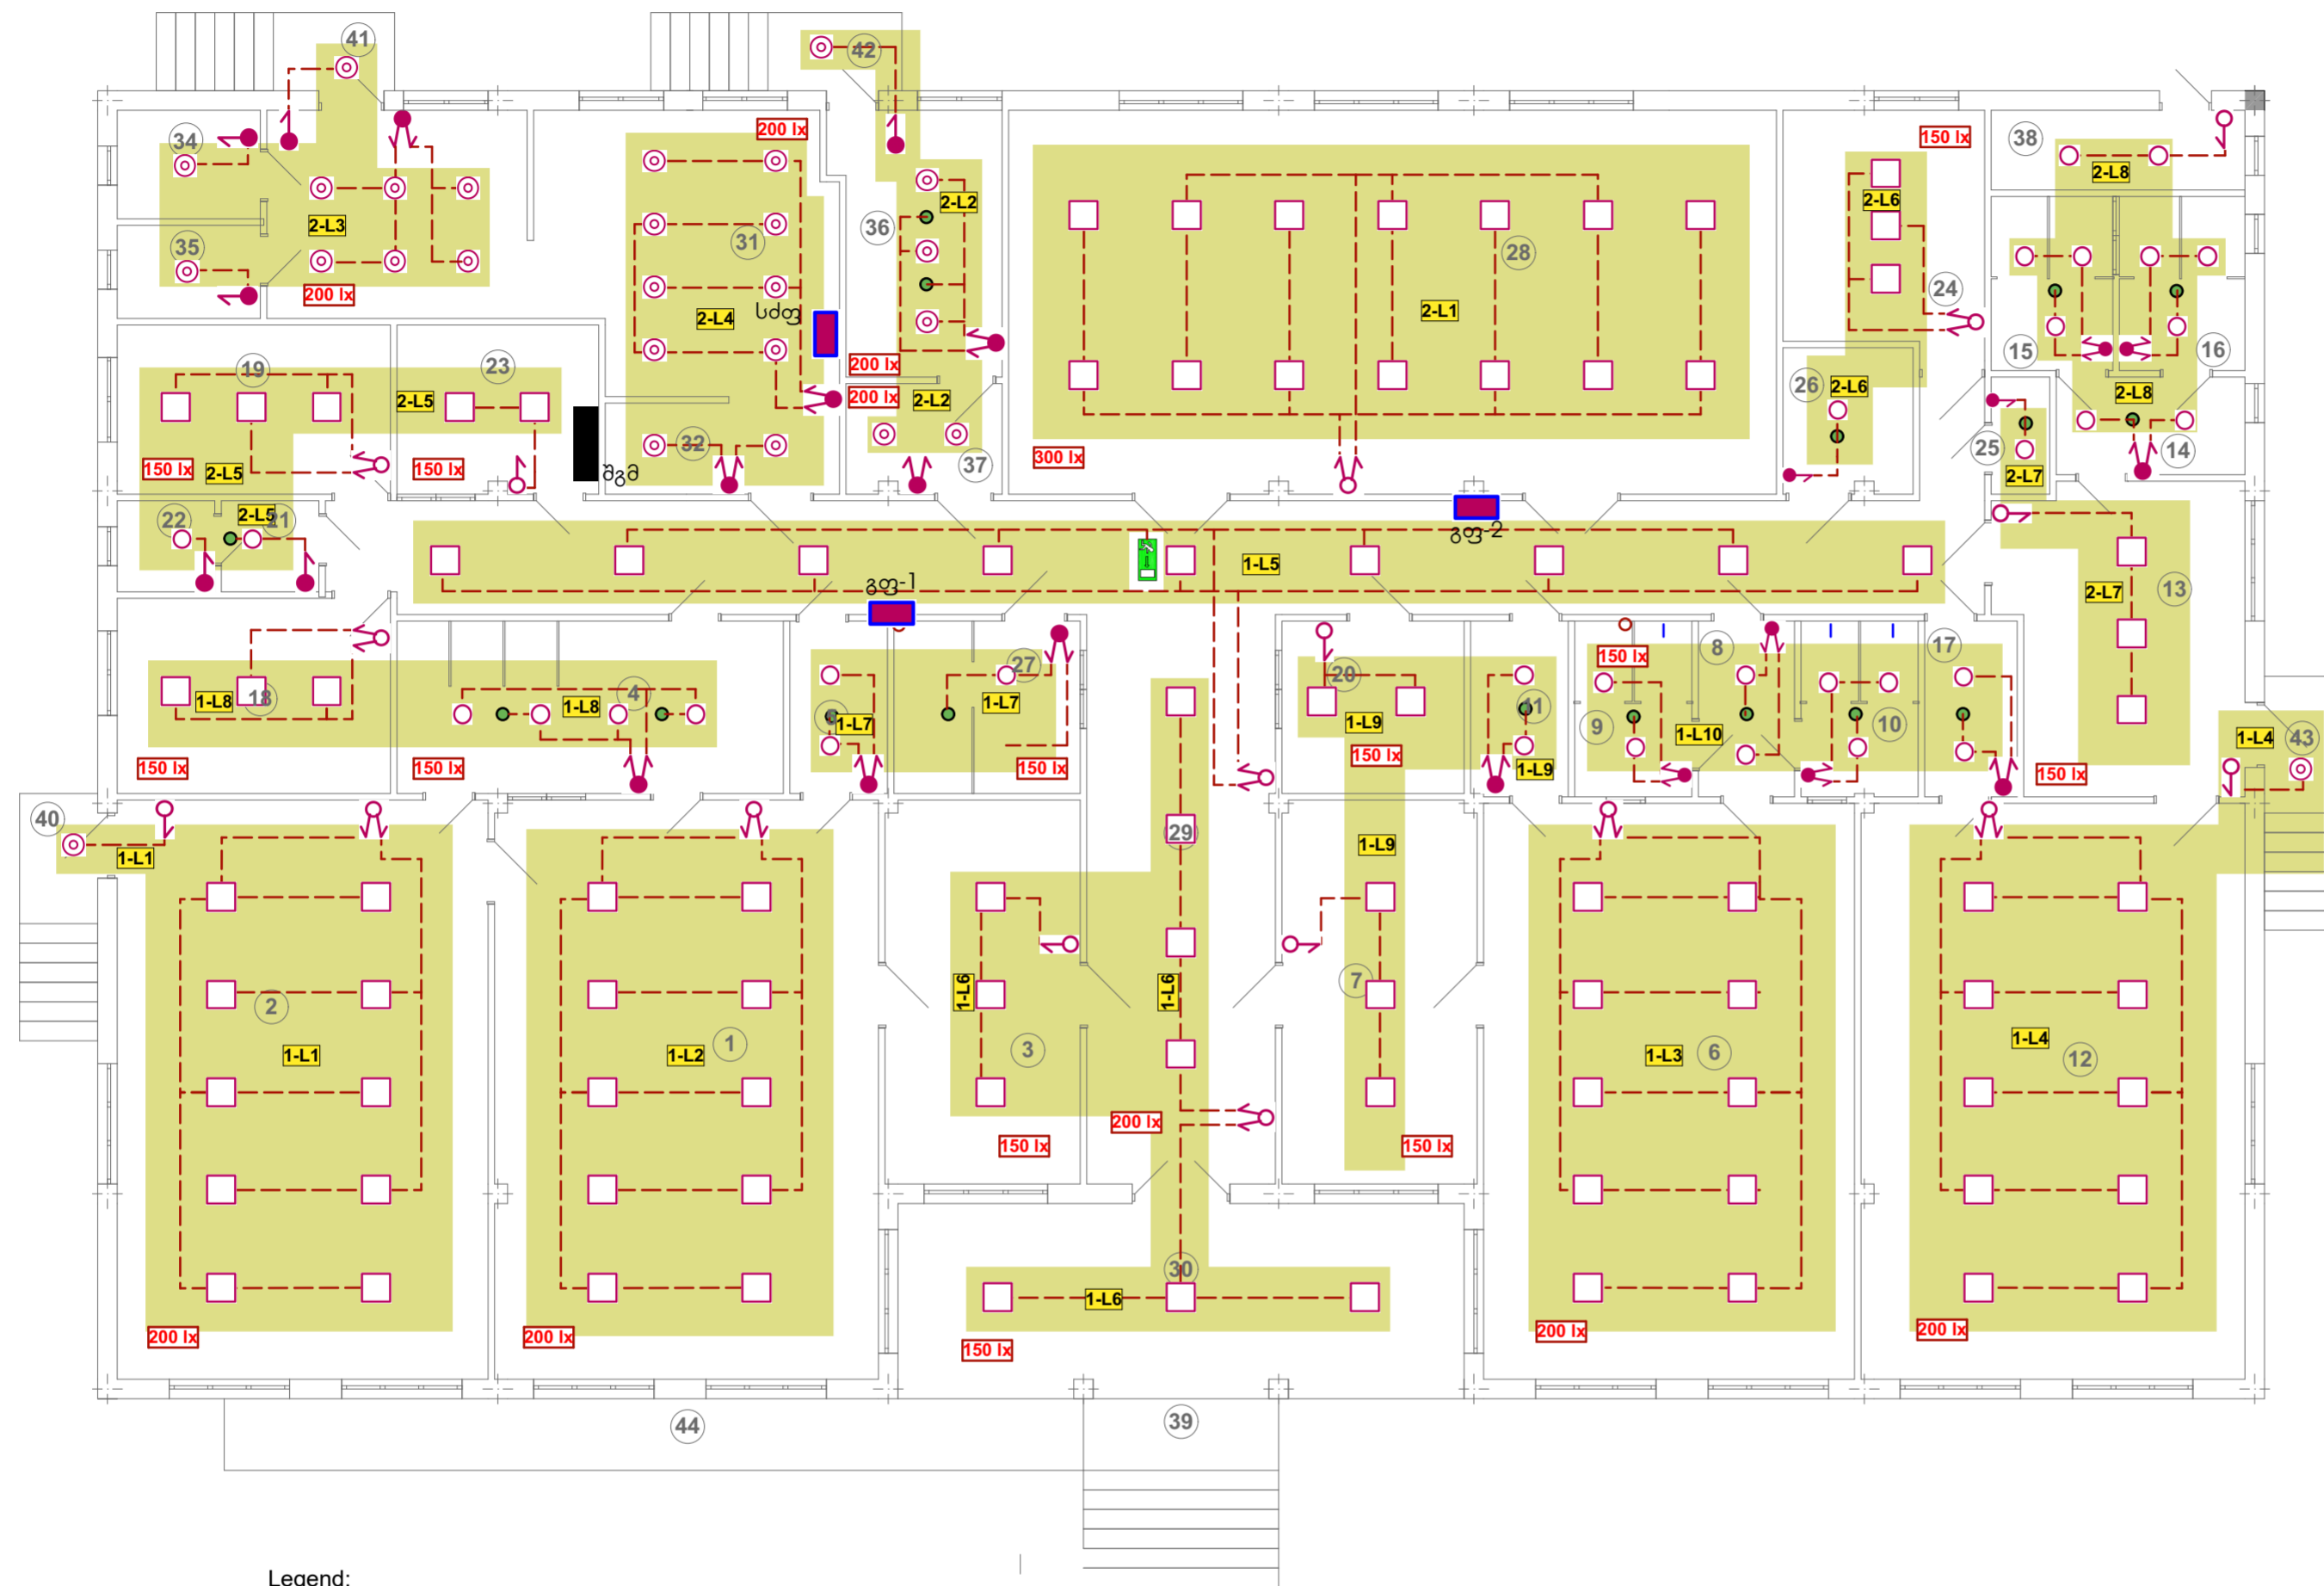 41
42
34
200 lx
150 lx
38
2-L8
2-L6
2-L2
36
2-L3
31
28
35
200 lx
24
2-L1
2-L4
სძფ
15
16
200 lx
19
23
26
2-L6
2-L8
2-L5
200 lx
2-L2
32
25
14
150 lx
2-L5
150 lx
შგმ
37
300 lx
2-L7
22
2-L5
21
გფ-2
1-L5
გფ-1
2-L7
13
8
17
150 lx
27
20
18
1-L8
4
1-L8
1-L7
1-L7
11
1-L9
9
1-L10
10
1-L4
43
150 lx
150 lx
150 lx
150 lx
1-L9
150 lx
40
29
1-L1
1-L9
2
1-L6
1-L6
7
1
3
6
1-L4
12
1-L1
1-L2
1-L3
200 lx
150 lx
150 lx
30
1-L6
200 lx
200 lx
150 lx
200 lx
200 lx
44
39
Legend: